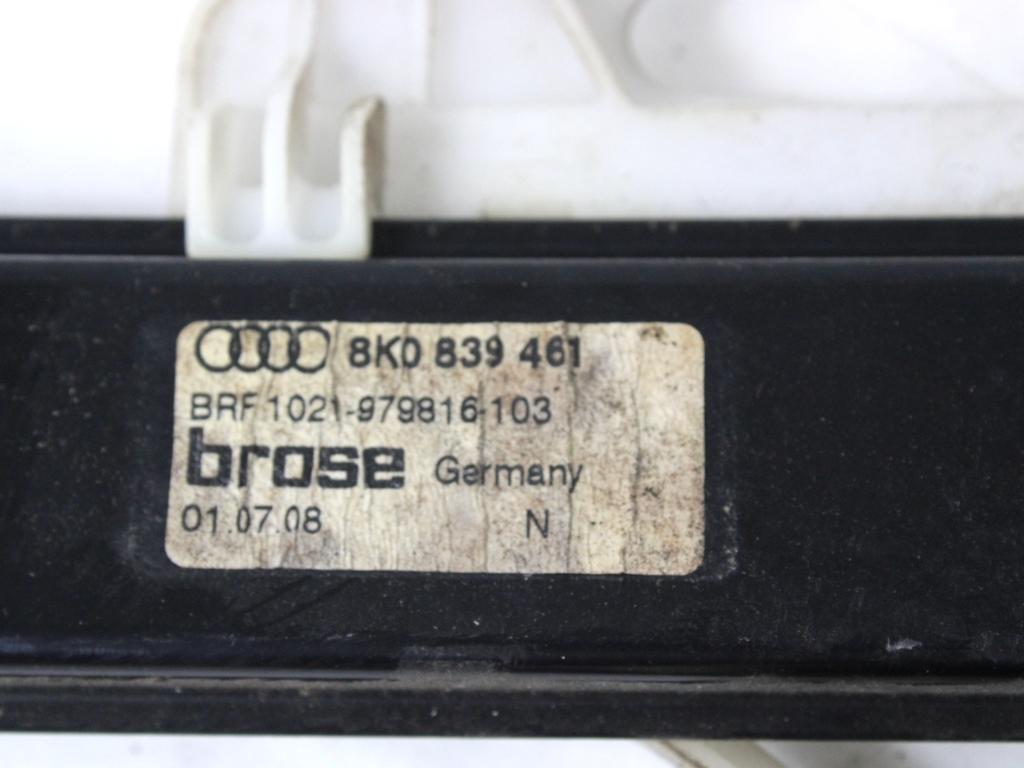 8K0 839 461
BRF 1021-979816-103
brose Germany
01.07.08 N